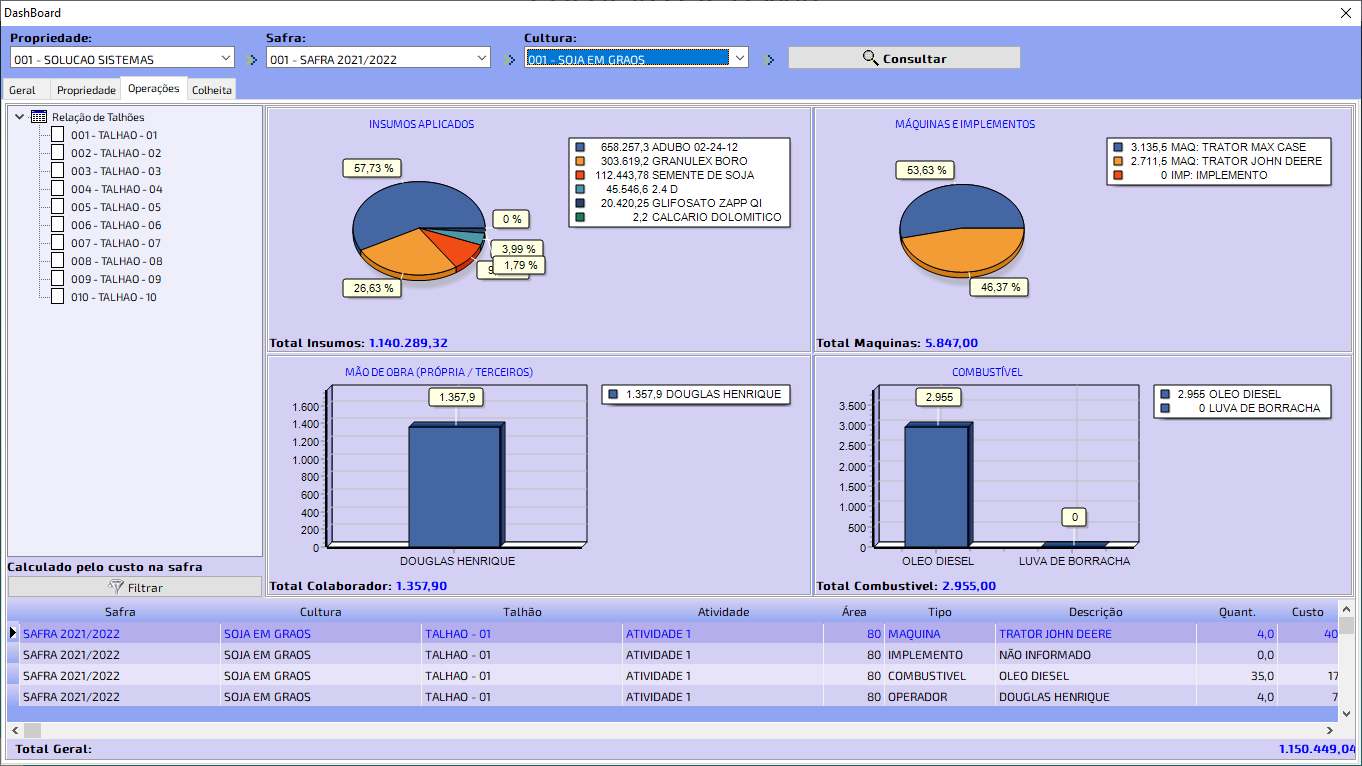 DashBoard
Propriedade:
Safra:
Cultura:
001 - SOLUCAO SISTEMAS
001 - SAFRA 2021/2022
001 - SOJA EM GRAOS
Consultar
Geral
Propriedade
Operações
Colheita
Relação de Talhões
001 - TALHAO - 01
002 - TALHAO - 02
003 - TALHAO - 03
004 - TALHAO - 04
005 - TALHAO - 05
006 - TALHAO - 06
007 - TALHAO - 07
008 - TALHAO - 08
009 - TALHAO - 09
010 - TALHAO - 10
Calculado pelo custo na safra
Filtrar
INSUMOS APLICADOS
57,73 %
0 %
3,99 %
1,79 %
26,63 %
658.257,3 ADUBO 02-24-12
303.619,2 GRANULEX BORO
112.443,78 SEMENTE DE SOJA
45.546,6 2.4 D
20.420,25 GLIFOSATO ZAPP QI
2,2 CALCARIO DOLOMITICO
Total Insumos: 1.140.289,32
MÁQUINAS E IMPLEMENTOS
53,63 %
46,37 %
3.135,5 MAQ: TRATOR MAX CASE
2.711,5 MAQ: TRATOR JOHN DEERE
0 IMP: IMPLEMENTO
Total Maquinas: 5.847,00
MÃO DE OBRA (PRÓPRIA / TERCEIROS)
1.357,9
1.600
1.400
1.200
1.000
800
600
400
200
0
DOUGLAS HENRIQUE
1.357,9 DOUGLAS HENRIQUE
Total Colaborador: 1.357,90
COMBUSTÍVEL
2.955
0
3.500
3.000
2.500
2.000
1.500
1.000
500
0
OLEO DIESEL
LUVA DE BORRACHA
2.955 OLEO DIESEL
0 LUVA DE BORRACHA
Total Combustivel: 2.955,00
Safra Cultura Talhão Atividade Área Tipo Descrição Quant. Custo
SAFRA 2021/2022 SOJA EM GRAOS TALHAO - 01 ATIVIDADE 1 80 MAQUINA TRATOR JOHN DEERE 4,0 40
SAFRA 2021/2022 SOJA EM GRAOS TALHAO - 01 ATIVIDADE 1 80 IMPLEMENTO NÃO INFORMADO 0,0
SAFRA 2021/2022 SOJA EM GRAOS TALHAO - 01 ATIVIDADE 1 80 COMBUSTIVEL OLEO DIESEL 35,0 17
SAFRA 2021/2022 SOJA EM GRAOS TALHAO - 01 ATIVIDADE 1 80 OPERADOR DOUGLAS HENRIQUE 4,0 7
Total Geral: 1.150.449,04